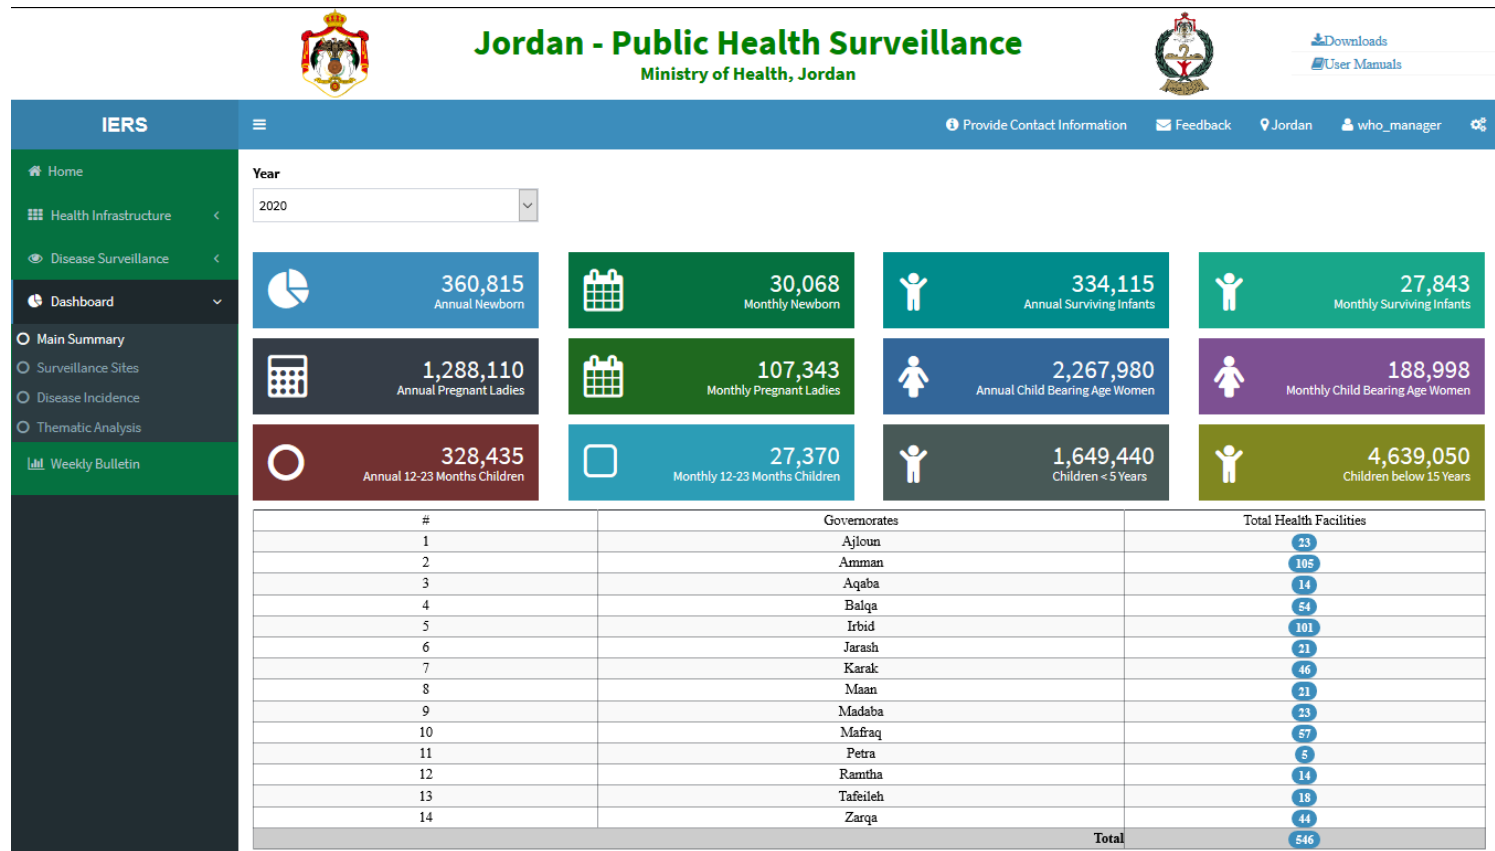 Jordan - Public Health Surveillance
Ministry of Health, Jordan
Downloads
User Manuals
IERS
Provide Contact Information
Feedback
Jordan
who_manager
Home
Health Infrastructure
Disease Surveillance
Dashboard
Main Summary
Surveillance Sites
Disease Incidence
Thematic Analysis
Weekly Bulletin
Year
2020
360,815
Annual Newborn
30,068
Monthly Newborn
334,115
Annual Surviving Infants
27,843
Monthly Surviving Infants
1,288,110
Annual Pregnant Ladies
107,343
Monthly Pregnant Ladies
2,267,980
Annual Child Bearing Age Women
188,998
Monthly Child Bearing Age Women
328,435
Annual 12-23 Months Children
27,370
Monthly 12-23 Months Children
1,649,440
Children < 5 Years
4,639,050
Children below 15 Years
# Governorates Total Health Facilities
1 Ajloun 23
2 Amman 105
3 Aqaba 14
4 Balqa 54
5 Irbid 101
6 Jarash 21
7 Karak 46
8 Maan 21
9 Madaba 23
10 Mafraq 57
11 Petra 5
12 Ramtha 14
13 Tafeileh 18
14 Zarqa 44
Total 546